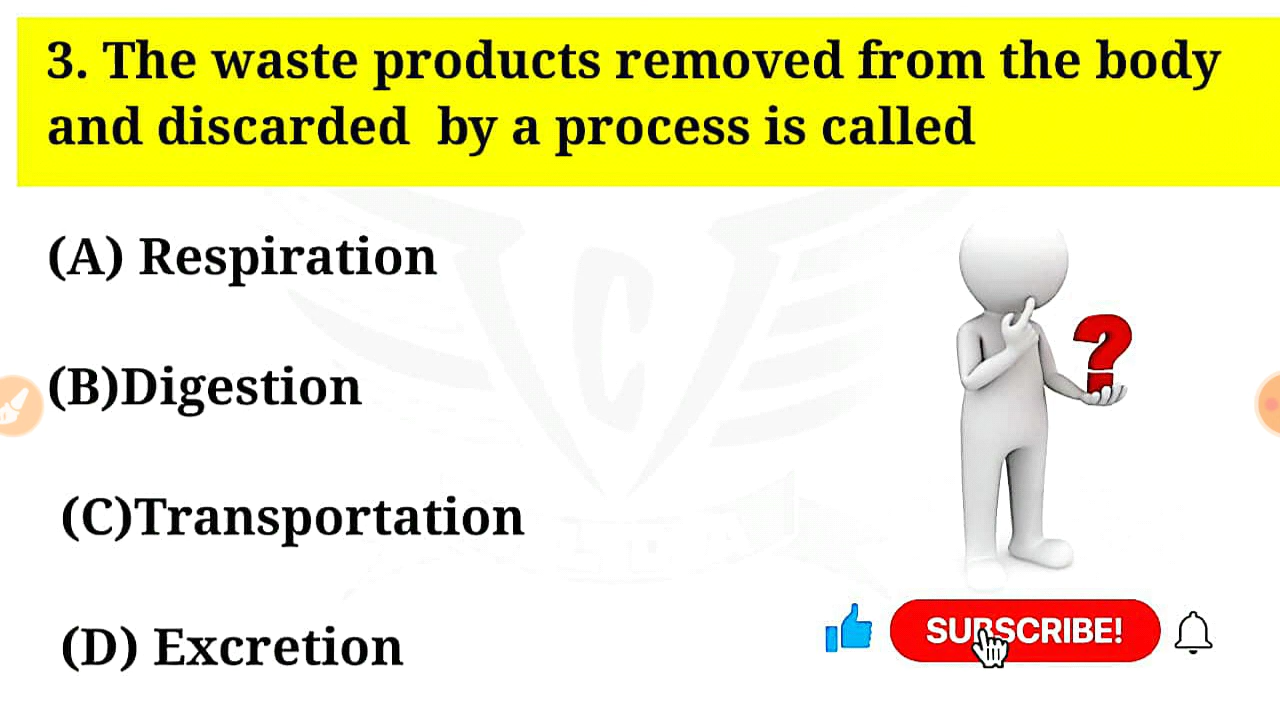 3. The waste products removed from the body
and discarded by a process is called
(A) Respiration
(B)Digestion
(C)Transportation
(D) Excretion
SUBSCRIBE!